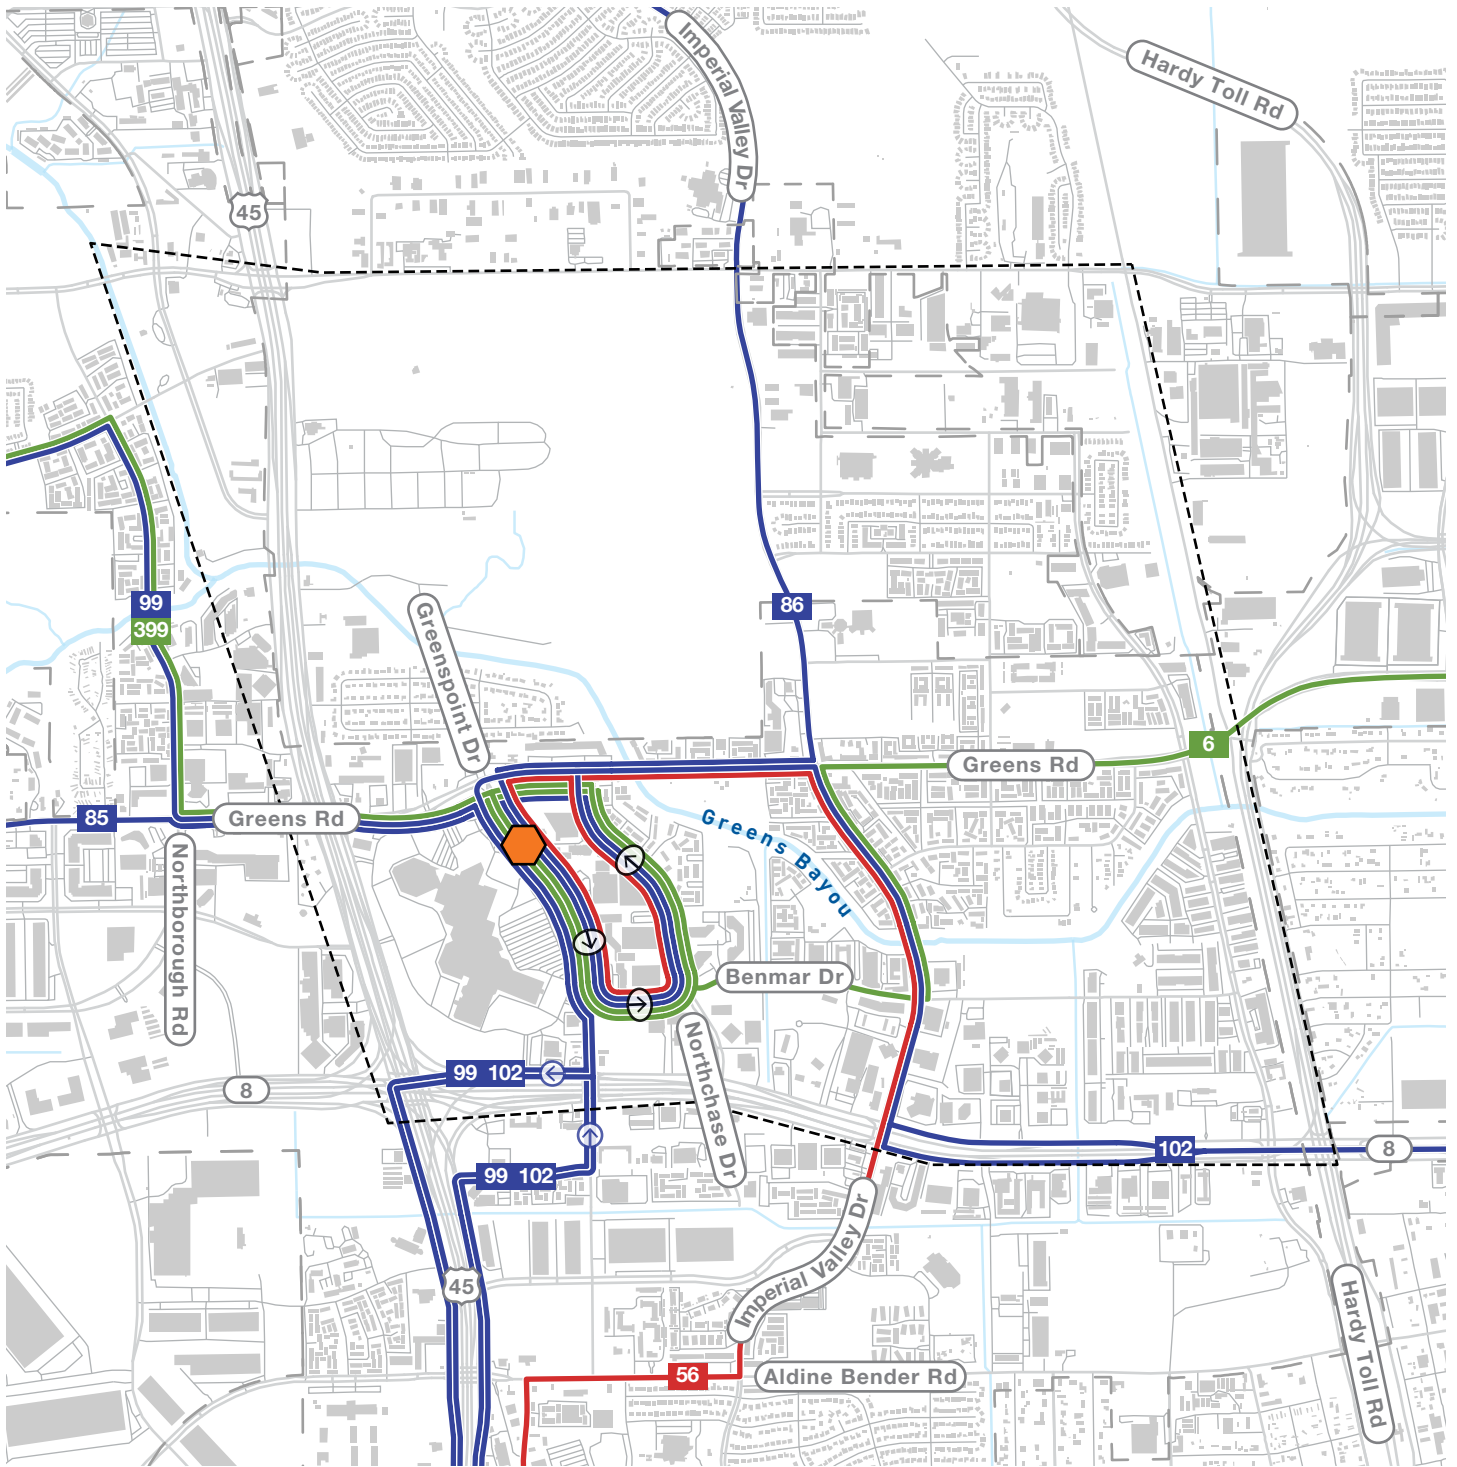 Imperial Valley Dr
Hardy Toll Rd
45
99
399
86
Greenspoint Dr
6
Greens Rd
85
Greens Rd
Greens Bayou
Northborough Rd
Benmar Dr
Northchase Dr
99 102
8
102
8
99 102
Imperial Valley Dr
45
Hardy Toll Rd
56
Aldine Bender Rd